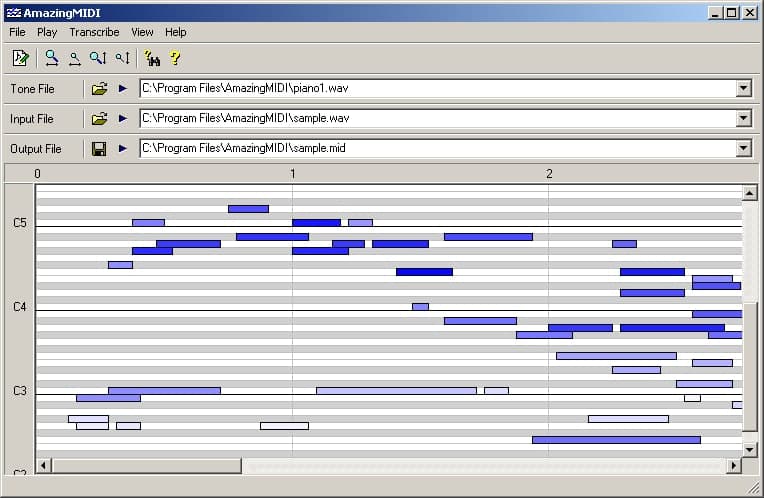 AmazingMIDI
File Play Transcribe View Help
Tone File C:\Program Files\AmazingMIDI\piano1.wav
Input File C:\Program Files\AmazingMIDI\sample.wav
Output File C:\Program Files\AmazingMIDI\sample.mid
0 1 2
C5
C4
C3
C2